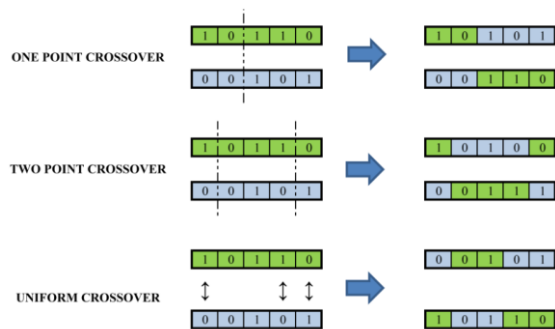 1 0 1 1 0
1 0 1 0 1
ONE POINT CROSSOVER
0 0 1 0 1
0 0 1 1 0
1 0 1 1 0
1 0 1 0 0
TWO POINT CROSSOVER
0 0 1 0 1
0 0 1 1 1
1 0 1 1 0
0 0 1 0 1
UNIFORM CROSSOVER
0 0 1 0 1
1 0 1 1 0